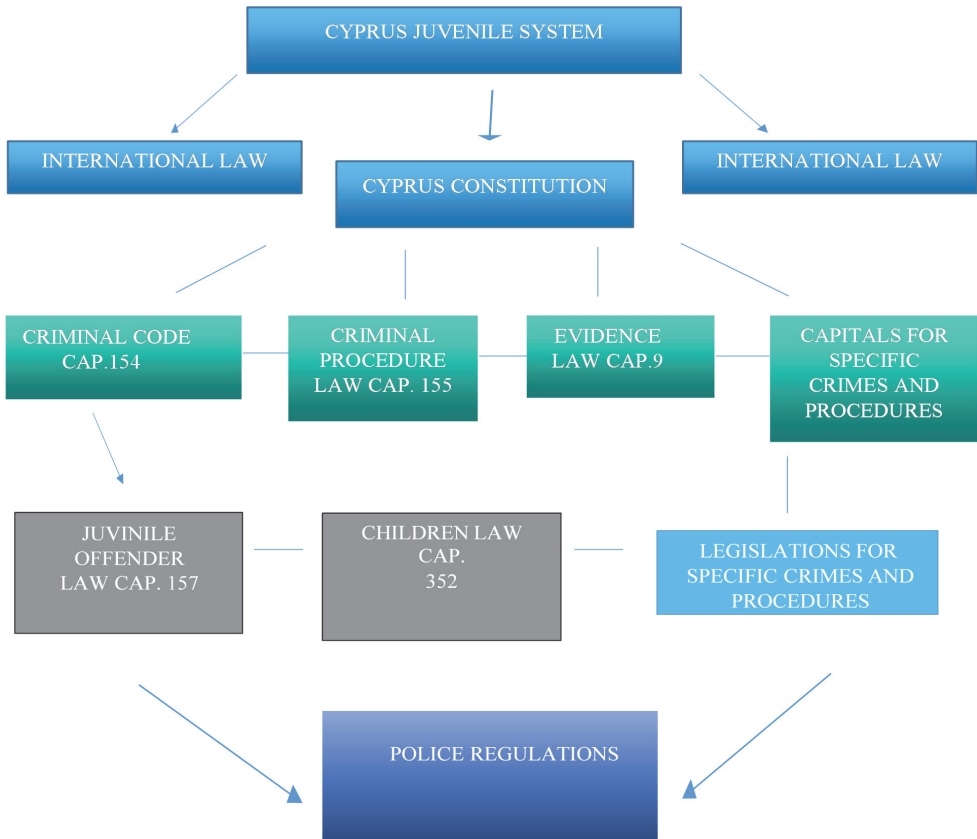 CYPRUS JUVENILE SYSTEM
INTERNATIONAL LAW
CYPRUS CONSTITUTION
INTERNATIONAL LAW
CRIMINAL CODE
CAP.154
CRIMINAL
PROCEDURE
LAW CAP. 155
EVIDENCE
LAW CAP.9
CAPITALS FOR
SPECIFIC
CRIMES AND
PROCEDURES
JUVINILE
OFFENDER
LAW CAP. 157
CHILDREN LAW
CAP.
352
LEGISLATIONS FOR
SPECIFIC CRIMES AND
PROCEDURES
POLICE REGULATIONS